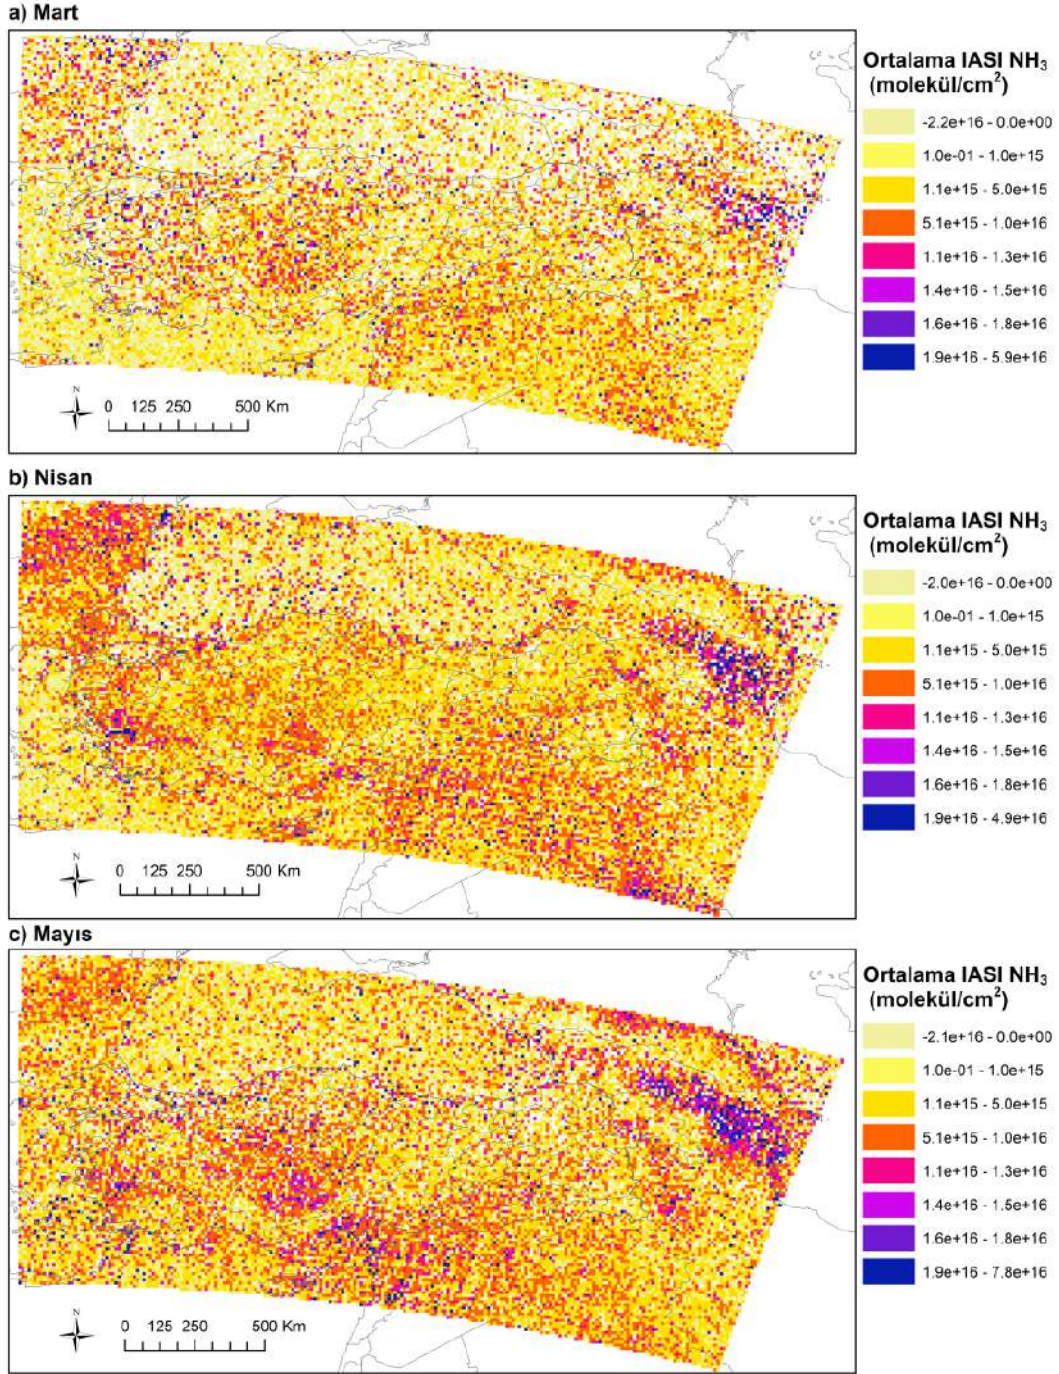 a) Mart
Ortalama IASI NH₃
(molekül/cm²)
-2.2e+16 - 0.0e+00
1.0e-01 - 1.0e+15
1.1e+15 - 5.0e+15
5.1e+15 - 1.0e+16
1.1e+16 - 1.3e+16
1.4e+16 - 1.5e+16
1.6e+16 - 1.8e+16
1.9e+16 - 5.9e+16
N
0 125 250 500 Km
b) Nisan
Ortalama IASI NH₃
(molekül/cm²)
-2.0e+16 - 0.0e+00
1.0e-01 - 1.0e+15
1.1e+15 - 5.0e+15
5.1e+15 - 1.0e+16
1.1e+16 - 1.3e+16
1.4e+16 - 1.5e+16
1.6e+16 - 1.8e+16
1.9e+16 - 4.9e+16
N
0 125 250 500 Km
c) Mayıs
Ortalama IASI NH₃
(molekül/cm²)
-2.1e+16 - 0.0e+00
1.0e-01 - 1.0e+15
1.1e+15 - 5.0e+15
5.1e+15 - 1.0e+16
1.1e+16 - 1.3e+16
1.4e+16 - 1.5e+16
1.6e+16 - 1.8e+16
1.9e+16 - 7.8e+16
N
0 125 250 500 Km